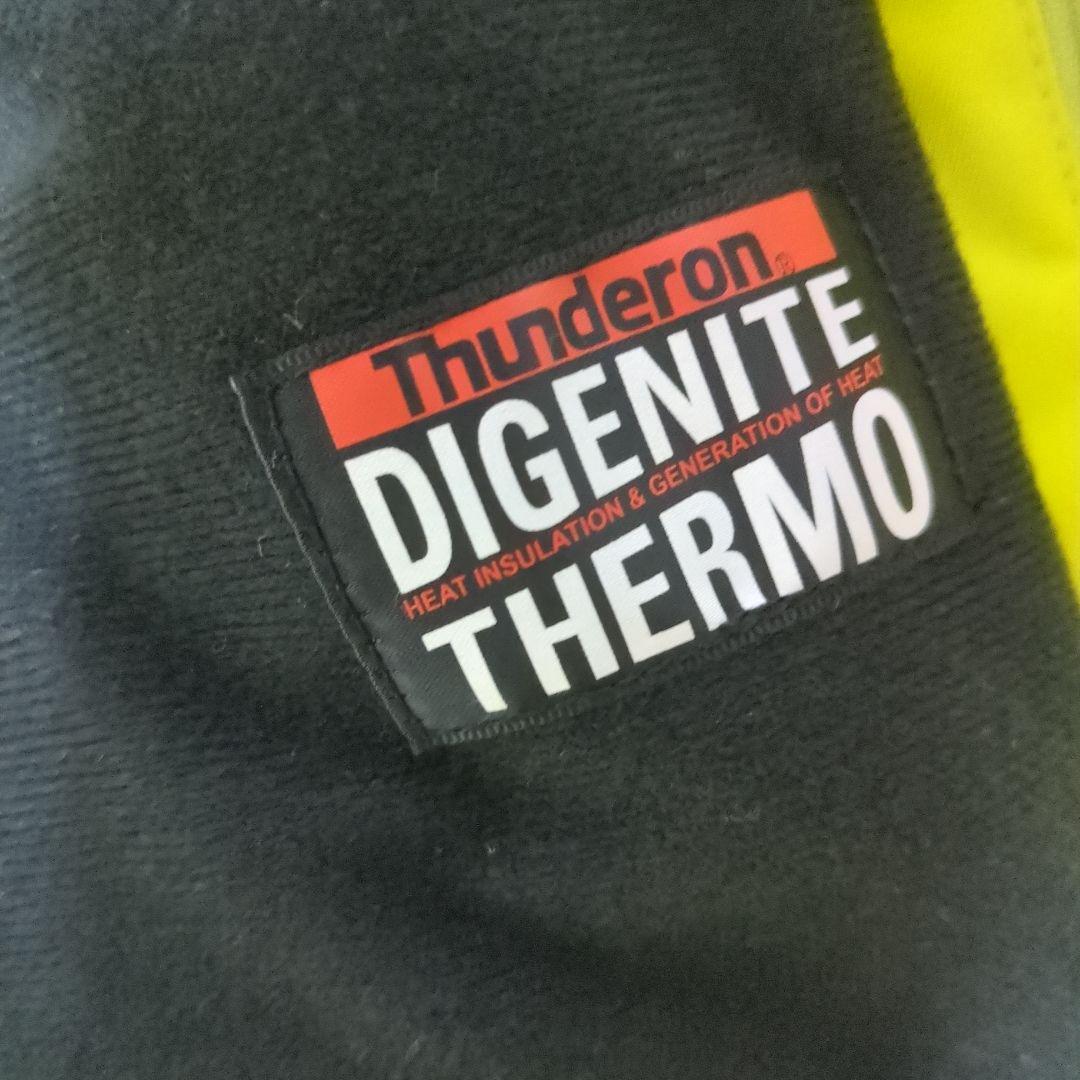 Thunderon®
DIGENITE
HEAT INSULATION & GENERATION OF HEAT
THERMO